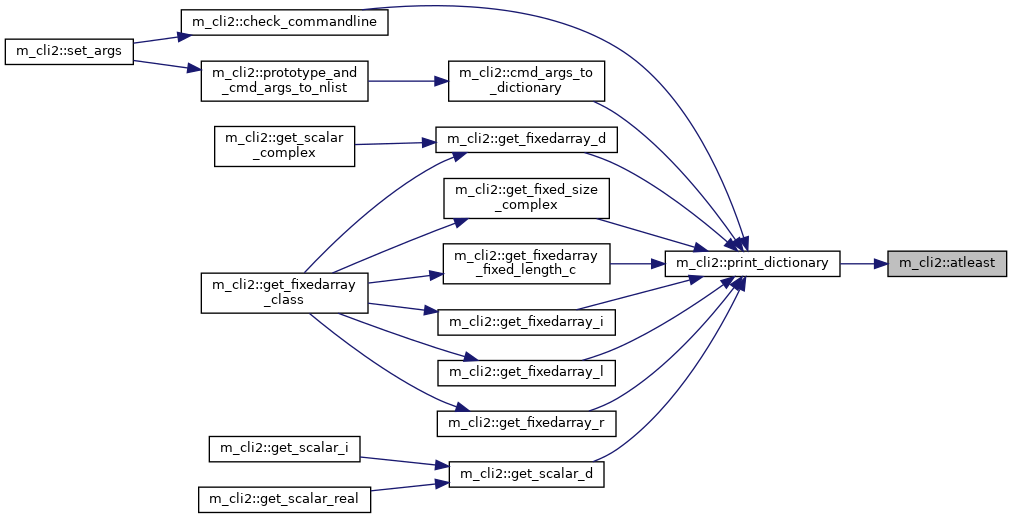 m_cli2::check_commandline
m_cli2::set_args
m_cli2::prototype_and
_cmd_args_to_nlist
m_cli2::cmd_args_to
_dictionary
m_cli2::get_scalar
_complex
m_cli2::get_fixedarray_d
m_cli2::get_fixed_size
_complex
m_cli2::get_fixedarray
_fixed_length_c
m_cli2::print_dictionary
m_cli2::atleast
m_cli2::get_fixedarray
_class
m_cli2::get_fixedarray_i
m_cli2::get_fixedarray_l
m_cli2::get_fixedarray_r
m_cli2::get_scalar_i
m_cli2::get_scalar_d
m_cli2::get_scalar_real